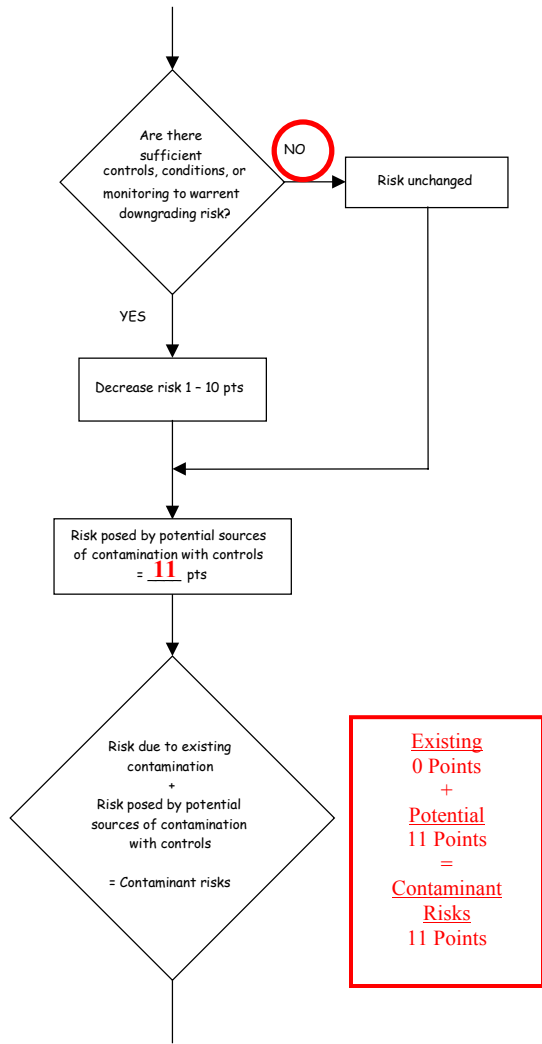 Are there
sufficient
controls, conditions, or
monitoring to warrent
downgrading risk?
NO
Risk unchanged
YES
Decrease risk 1 – 10 pts
Risk posed by potential sources
of contamination with controls
= 11 pts
Risk due to existing
contamination
+
Risk posed by potential
sources of contamination
with controls
= Contaminant risks
Existing
0 Points
+
Potential
11 Points
=
Contaminant
Risks
11 Points